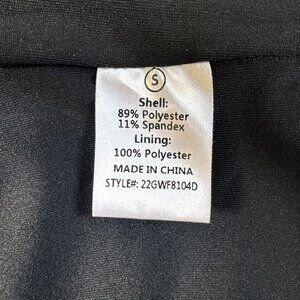 S
Shell:
89% Polyester
11% Spandex
Lining:
100% Polyester
MADE IN CHINA
STYLE#: 22GWF8104D